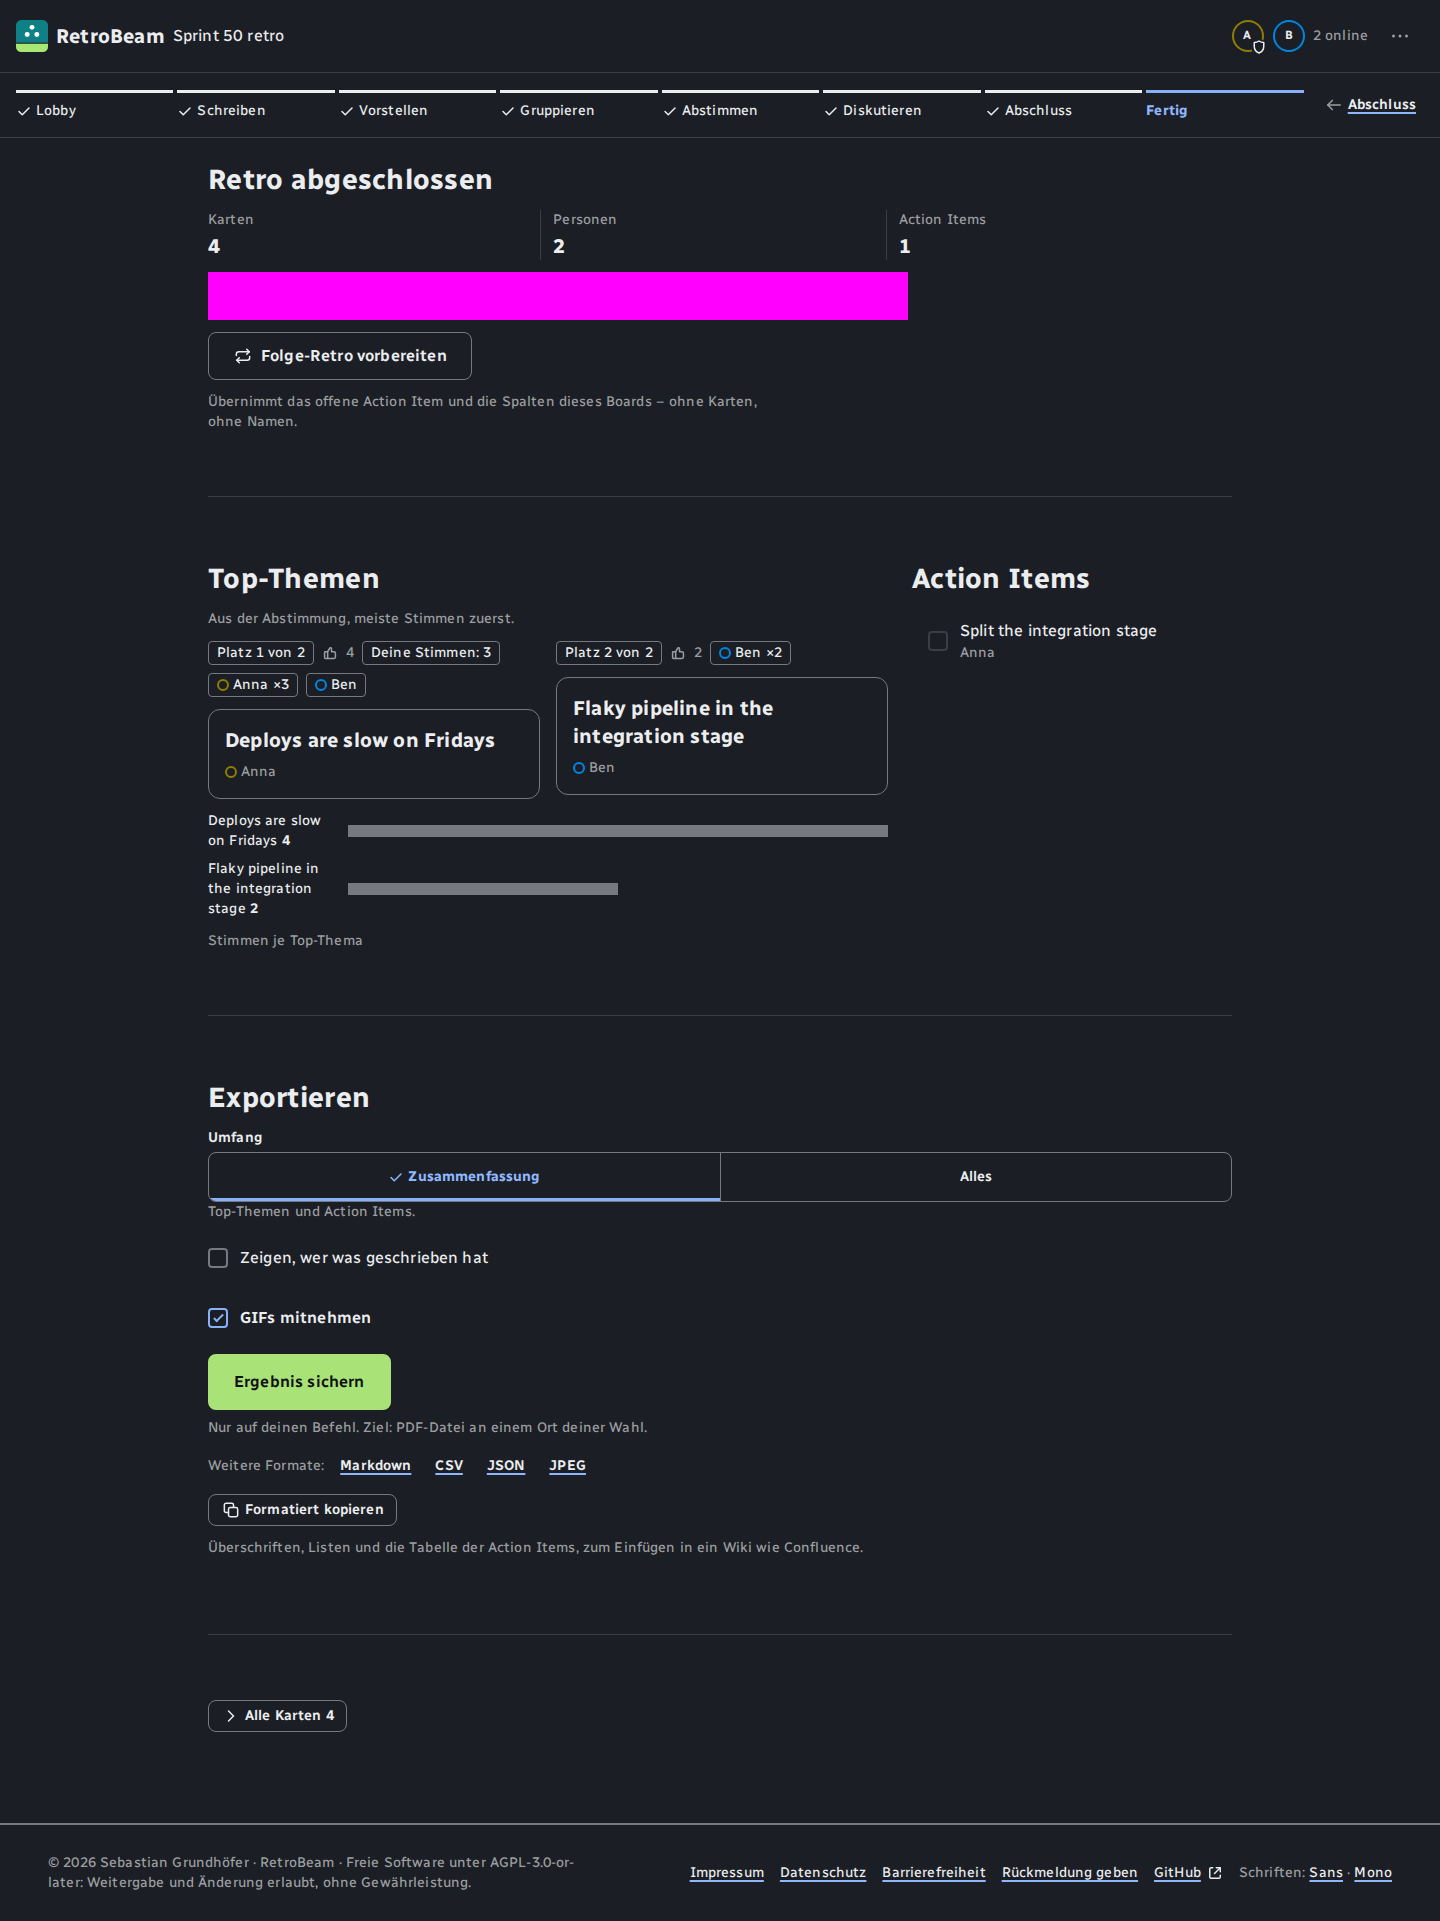 RetroBeam Sprint 50 retro
A B 2 online
Lobby Schreiben Vorstellen Gruppieren Abstimmen Diskutieren Abschluss Fertig Abschluss
Retro abgeschlossen
Karten Personen Action Items
4 2 1
Folge-Retro vorbereiten
Übernimmt das offene Action Item und die Spalten dieses Boards – ohne Karten,
ohne Namen.
Top-Themen
Aus der Abstimmung, meiste Stimmen zuerst.
Platz 1 von 2 4 Deine Stimmen: 3
Anna ×3 Ben
Deploys are slow on Fridays
Anna
Platz 2 von 2 2 Ben ×2
Flaky pipeline in the
integration stage
Ben
Deploys are slow
on Fridays 4
Flaky pipeline in
the integration
stage 2
Stimmen je Top-Thema
Action Items
Split the integration stage
Anna
Exportieren
Umfang
Zusammenfassung Alles
Top-Themen und Action Items.
Zeigen, wer was geschrieben hat
GIFs mitnehmen
Ergebnis sichern
Nur auf deinen Befehl. Ziel: PDF-Datei an einem Ort deiner Wahl.
Weitere Formate: Markdown CSV JSON JPEG
Formatiert kopieren
Überschriften, Listen und die Tabelle der Action Items, zum Einfügen in ein Wiki wie Confluence.
Alle Karten 4
© 2026 Sebastian Grundhöfer · RetroBeam · Freie Software unter AGPL-3.0-or-
later: Weitergabe und Änderung erlaubt, ohne Gewährleistung.
Impressum Datenschutz Barrierefreiheit Rückmeldung geben GitHub Schriften: Sans · Mono